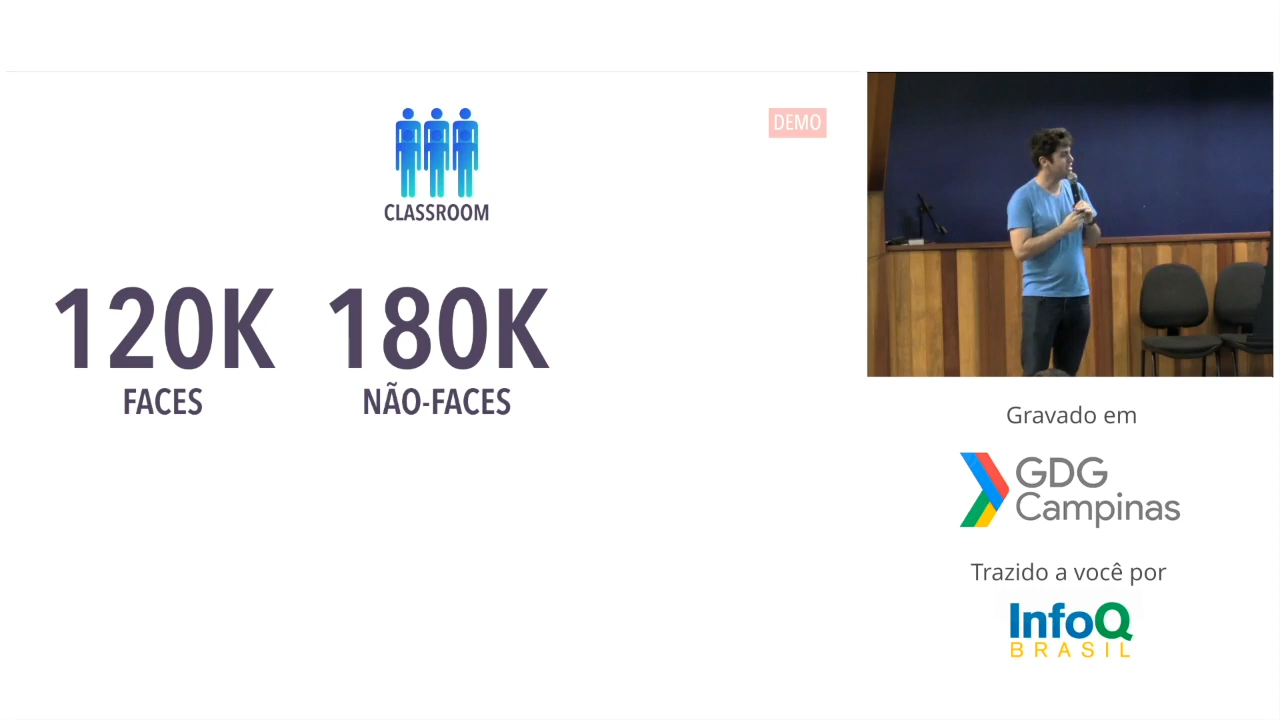 DEMO
CLASSROOM
120K
FACES
180K
NÃO-FACES
Gravado em
GDG
Campinas
Trazido a você por
InfoQ
BRASIL